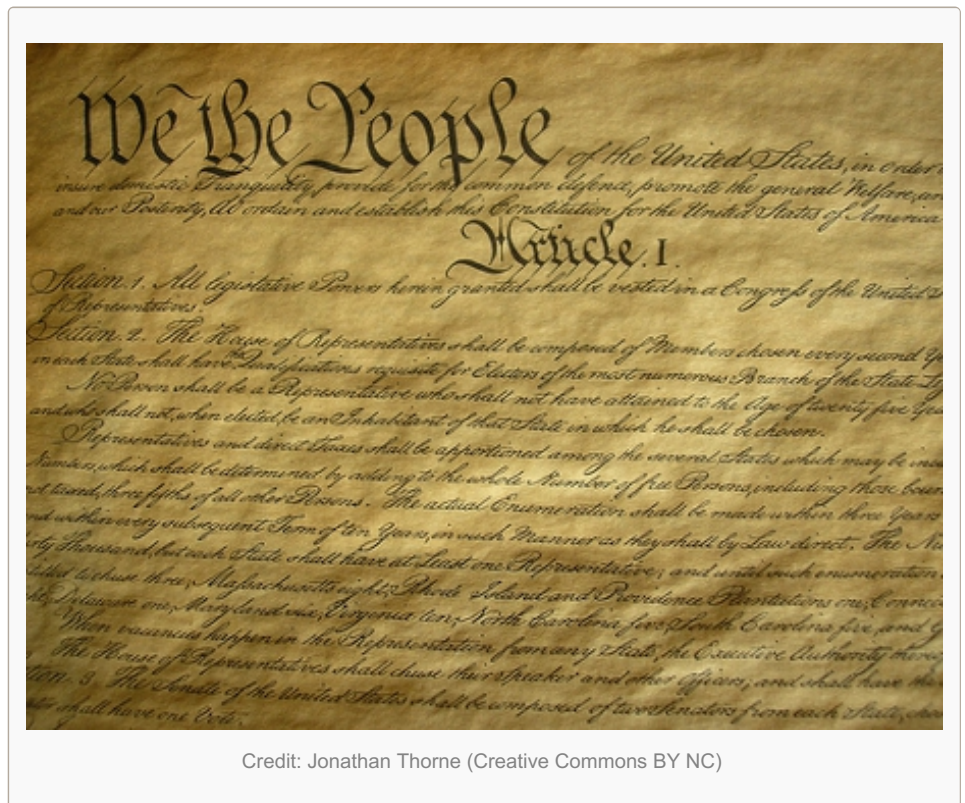 We the People of the United States, in order
insure domestic Tranquility, provide for the common defence, promote the general Welfare, an
and our Posterity, do ordain and establish this Constitution for the United States of America
Article. I.
Section. 1. All legislative Powers herein granted shall be vested in a Congress of the United
of Representatives.
Section. 2. The House of Representatives shall be composed of Members chosen every second Ye
in each State shall have the Qualifications requisite for Electors of the most numerous Branch of the State Leg
No Person shall be a Representative who shall not have attained to the Age of twenty five Yea
and who shall not, when elected, be an Inhabitant of that State in which he shall be chosen.
Representatives and direct Taxes shall be apportioned among the several States which may be inc
Numbers, which shall be determined by adding to the whole Number of free Persons, including those boun
not taxed, three fifths of all other Persons. The actual Enumeration shall be made within three Years
and within every subsequent Term of ten Years, in such Manner as they shall by Law direct. The Nu
irty Thousand, but each State shall have at Least one Representative; and until such enumeration
to chuse three, Massachusetts eight, Rhode Island and Providence Plantations one, Connec
ht, Delaware one, Maryland six, Virginia ten, North Carolina five, South Carolina five, and G
When vacancies happen in the Representation from any State, the Executive Authority thereo
The House of Representatives shall chuse their Speaker and other Officers; and shall have the
tion. 3. The Senate of the United States shall be composed of two Senators from each State, chos
shall have one Vote.
Credit: Jonathan Thorne (Creative Commons BY NC)